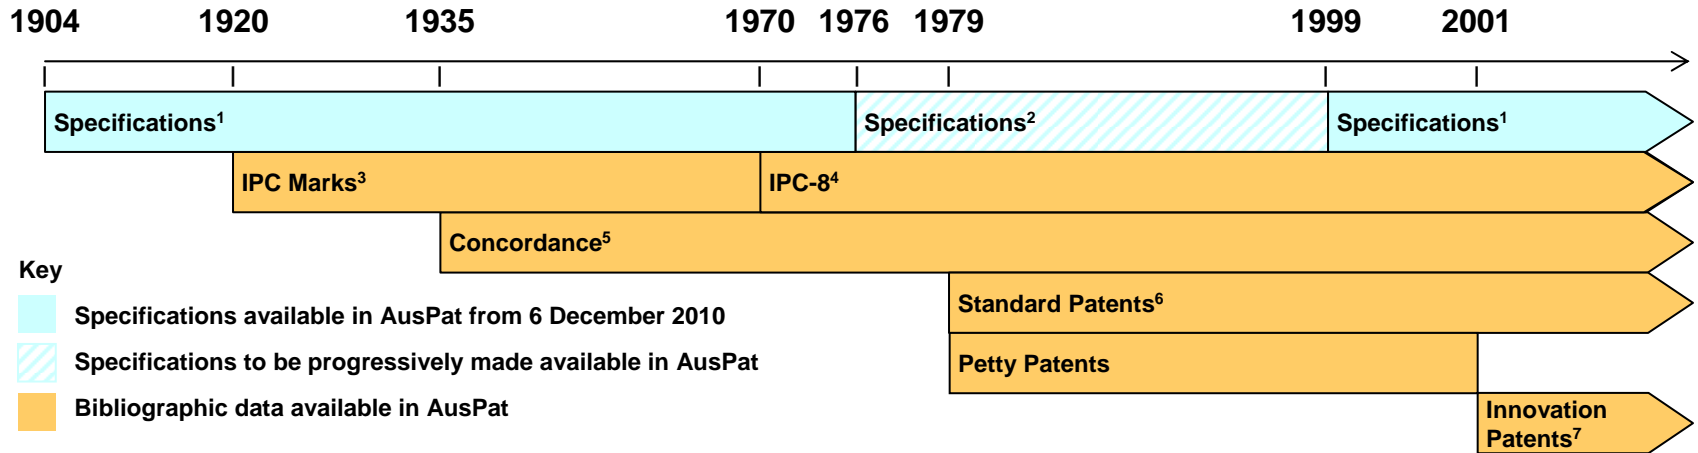 1904 1920 1935 1970 1976 1979 1999 2001
Specifications¹ Specifications² Specifications¹
IPC Marks³ IPC-8⁴
Concordance⁵
Key
Specifications available in AusPat from 6 December 2010
Specifications to be progressively made available in AusPat
Bibliographic data available in AusPat
Standard Patents⁶
Petty Patents
Innovation
Patents⁷